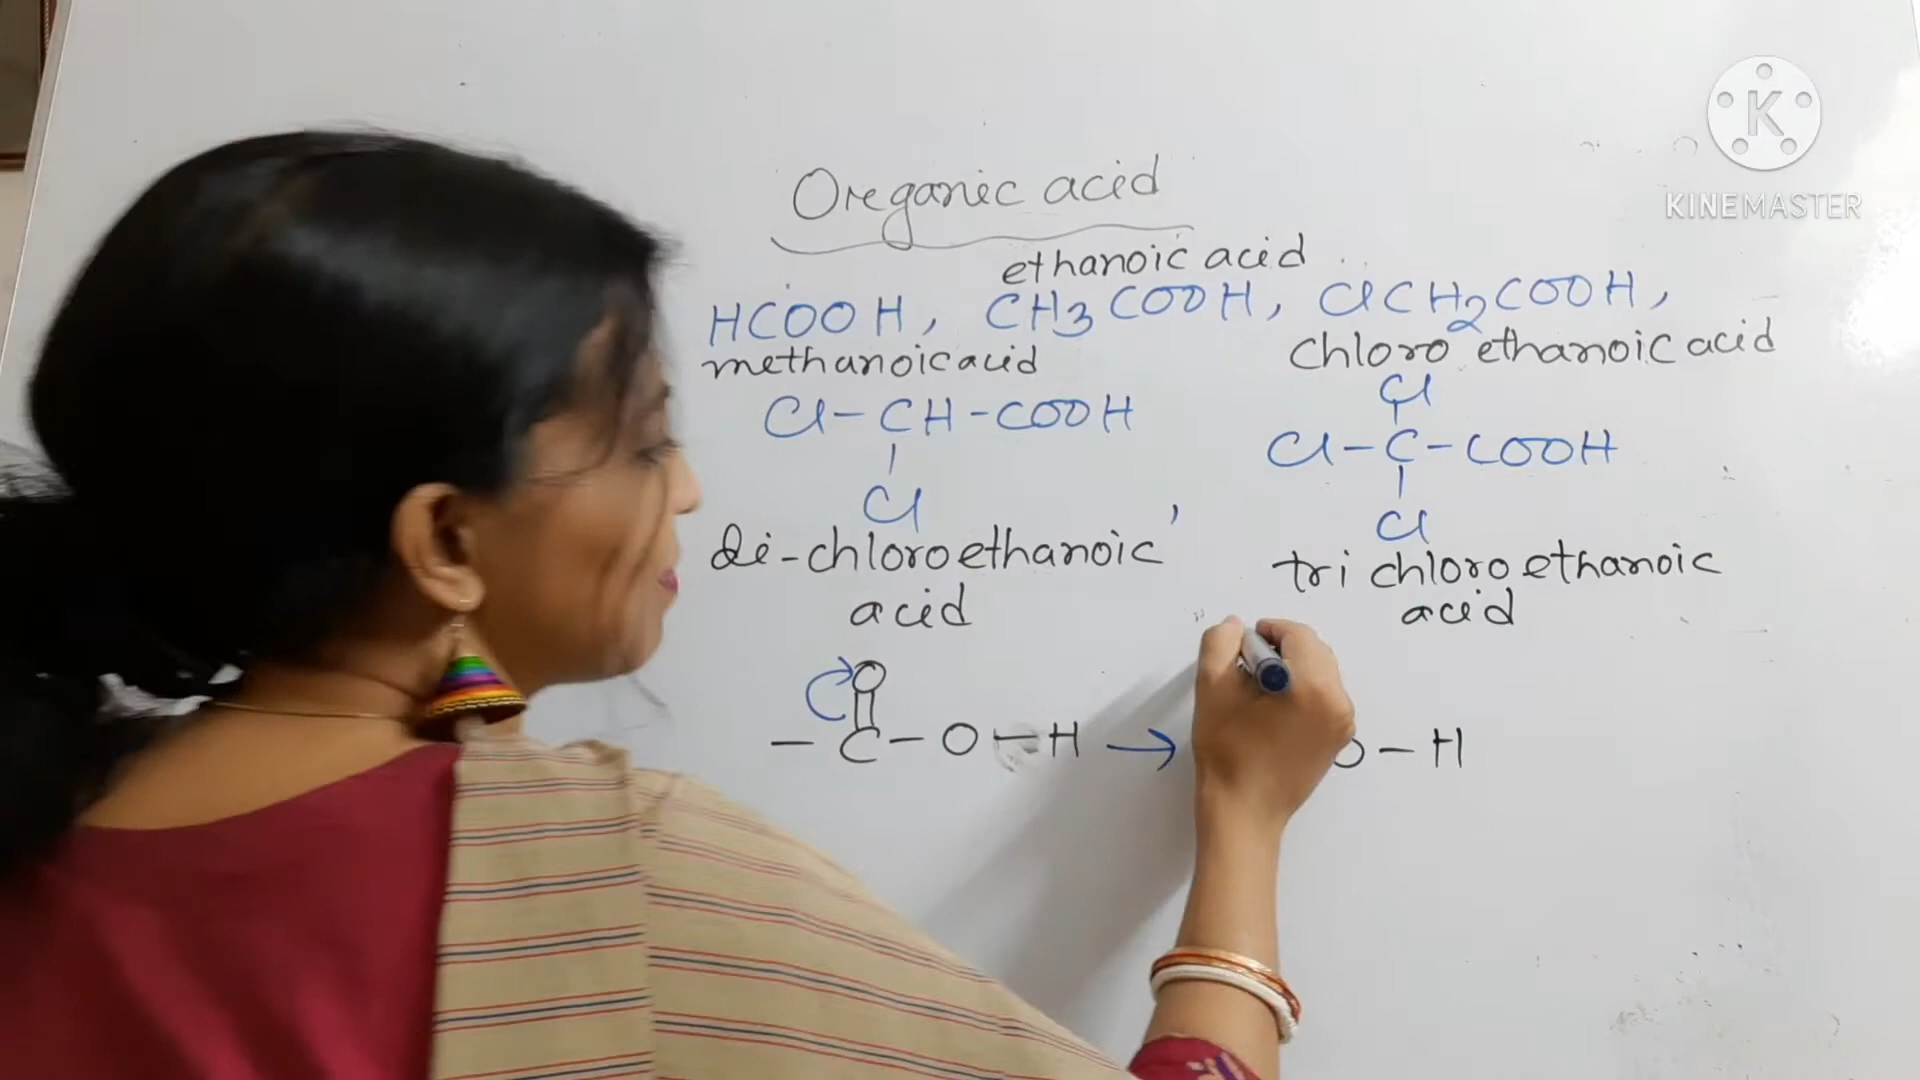 Oreganic acid
ethanoic acid
HCOOH, CH3COOH, ClCH2COOH,
methanoic acid
chloro ethanoic acid
Cl
Cl-CH-COOH
Cl-C-COOH
Cl
Cl
di-chloroethanoic,
acid
tri chloro ethanoic
acid
O
-C-O-H →
O-H
K
KINEMASTER